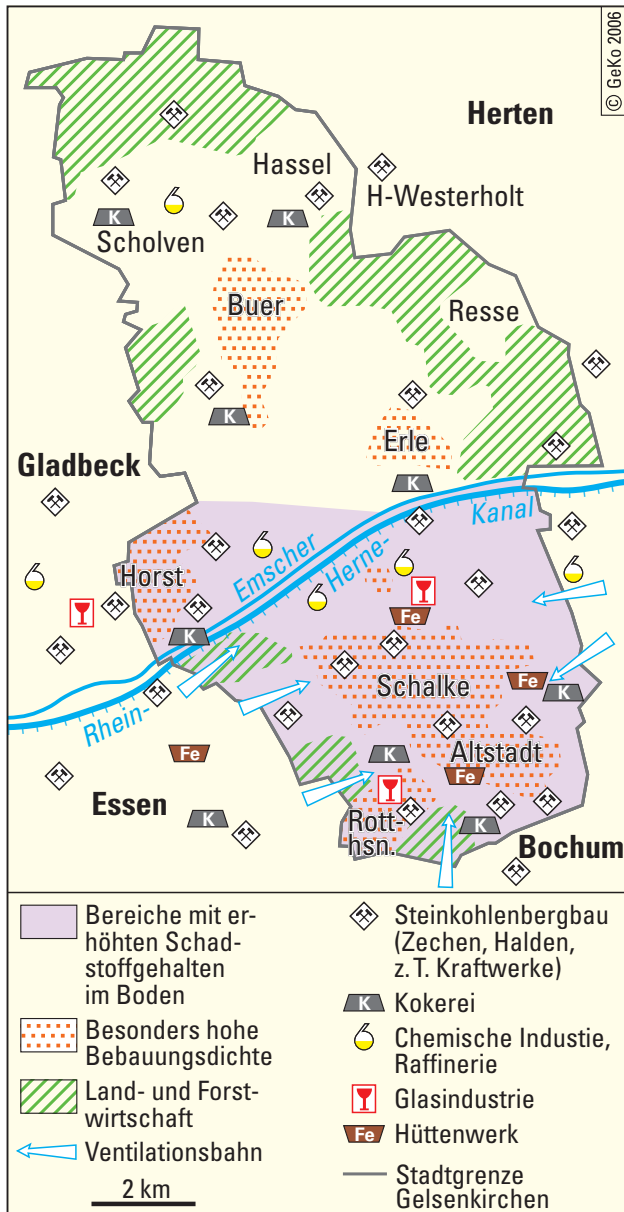 © GeKo 2006
Herten
Hassel
H-Westerholt
K
K
Scholven
Buer
Resse
K
Erle
Gladbeck
K
Kanal
Emscher
Herne-
Horst
Fe
K
Schalke
Fe
K
Rhein-
Fe
K
Altstadt
Fe
Essen
K
Rott-
hsn.
K
Bochum
Bereiche mit er-
höhten Schad-
stoffgehalten
im Boden
Besonders hohe
Bebauungsdichte
Land- und Forst-
wirtschaft
Ventilationsbahn
2 km
Steinkohlenbergbau
(Zechen, Halden,
z. T. Kraftwerke)
K Kokerei
Chemische Industie,
Raffinerie
Glasindustrie
Fe Hüttenwerk
Stadtgrenze
Gelsenkirchen